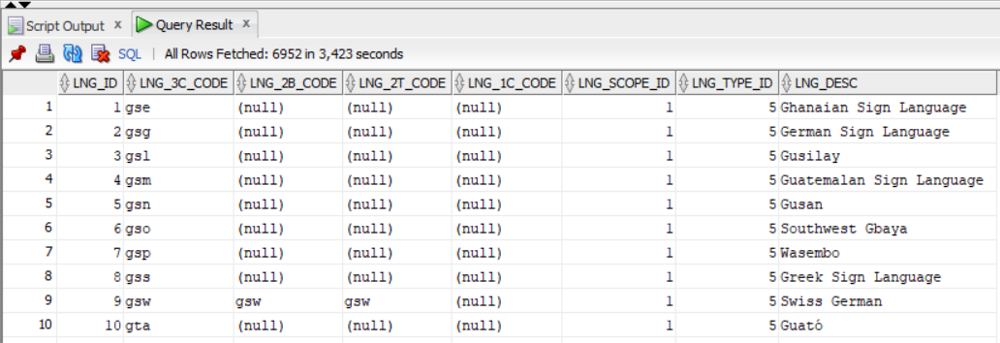 Script Output x Query Result x
SQL | All Rows Fetched: 6952 in 3,423 seconds
LNG_ID LNG_3C_CODE LNG_2B_CODE LNG_2T_CODE LNG_1C_CODE LNG_SCOPE_ID LNG_TYPE_ID LNG_DESC
1 1 gse (null) (null) (null) 1 5 Ghanaian Sign Language
2 2 gsg (null) (null) (null) 1 5 German Sign Language
3 3 gsl (null) (null) (null) 1 5 Gusilay
4 4 gsm (null) (null) (null) 1 5 Guatemalan Sign Language
5 5 gsn (null) (null) (null) 1 5 Gusan
6 6 gso (null) (null) (null) 1 5 Southwest Gbaya
7 7 gsp (null) (null) (null) 1 5 Wasembo
8 8 gss (null) (null) (null) 1 5 Greek Sign Language
9 9 gsw gsw gsw (null) 1 5 Swiss German
10 10 gta (null) (null) (null) 1 5 Guató